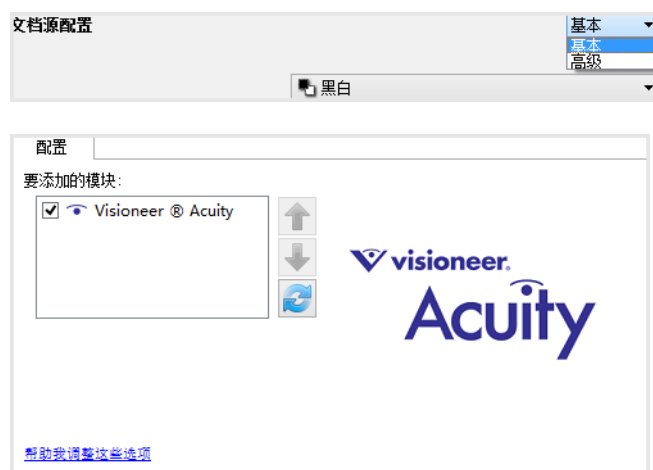 文档源配置
基本
基本
高级
黑白
配置
要添加的模块:
Visioneer ® Acuity
visioneer.
Acuity
帮助我调整这些选项